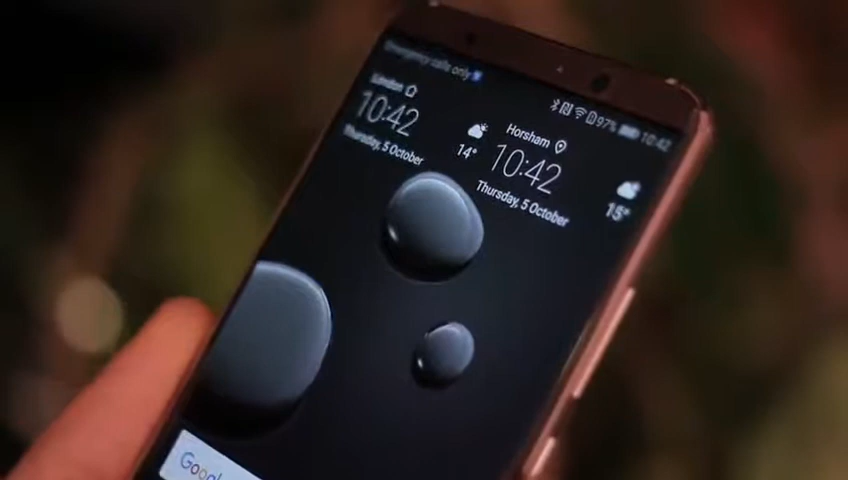 Emergency calls only
97% 10:42
London
10:42
Thursday, 5 October
14°
Horsham
10:42
Thursday, 5 October
15°
Google